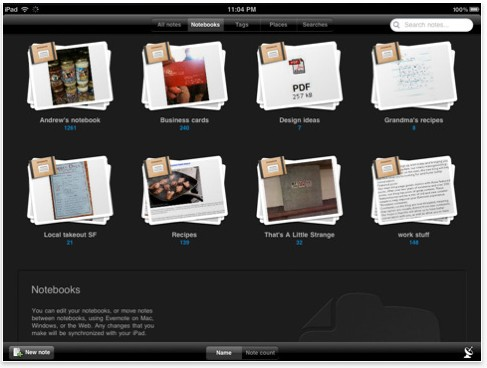 iPad 11:04 PM 100%
All notes Notebooks Tags Places Searches Search notes...
PDF
257 kB
Andrew's notebook Business cards Design ideas Grandma's recipes
1261 240 7 8
Local takeout SF Recipes That's A Little Strange work stuff
21 138 32 148
Notebooks
You can edit your notebooks, or move notes
between notebooks, using Evernote on Mac,
Windows, or the Web. Any changes that you
make will be synchronized with your iPad.
New note Name Note count